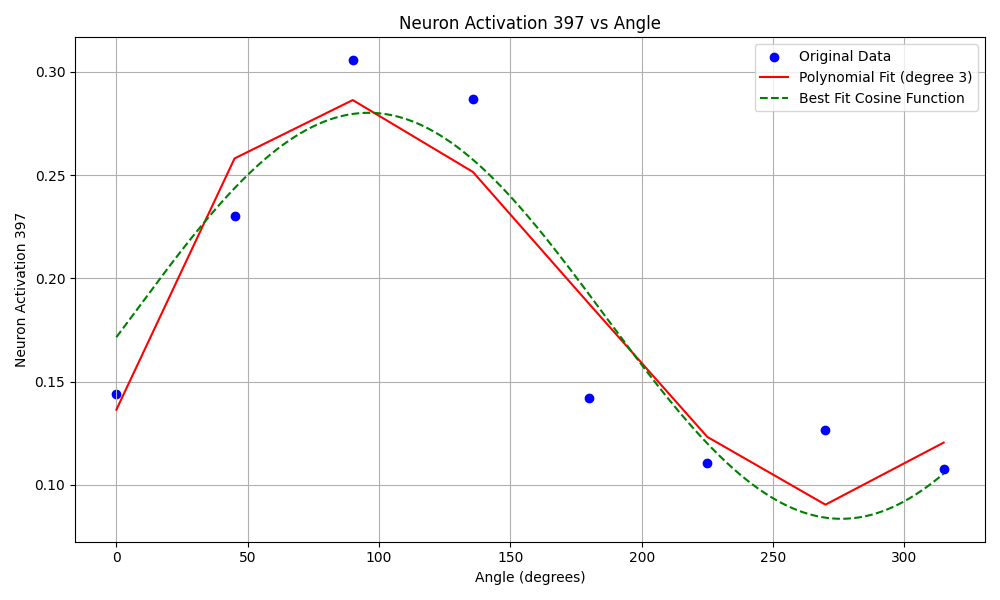 Neuron Activation 397 vs Angle
Original Data
Polynomial Fit (degree 3)
Best Fit Cosine Function
Neuron Activation 397
0.30
0.25
0.20
0.15
0.10
0
50
100
150
200
250
300
Angle (degrees)